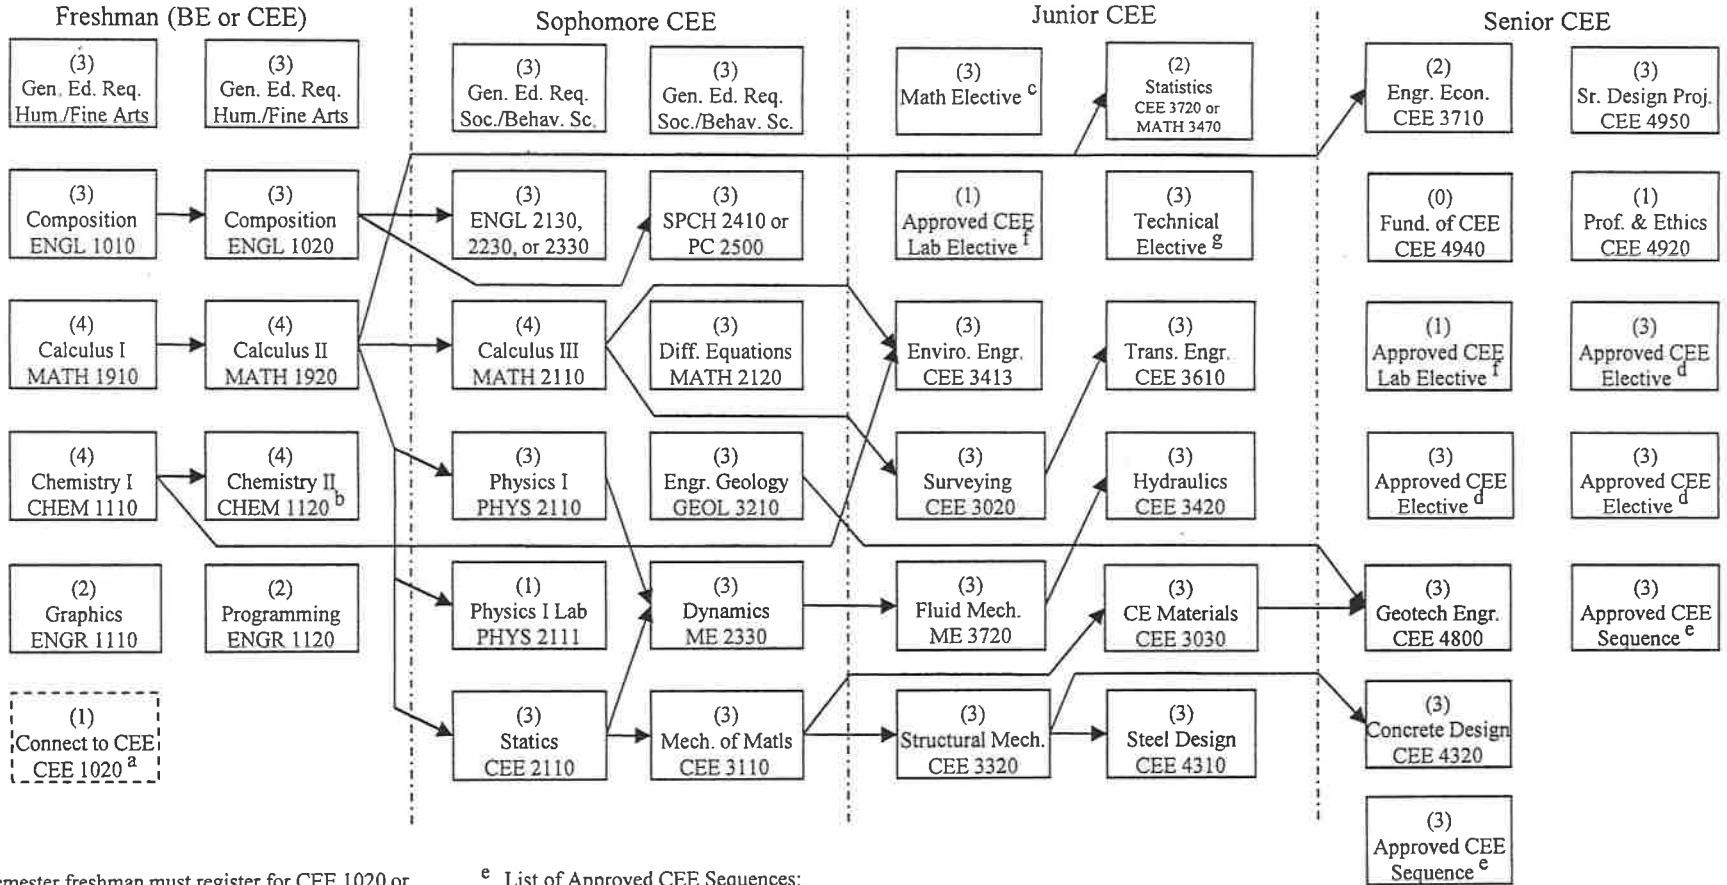 Freshman (BE or CEE)
(3)
Gen. Ed. Req.
Hum./Fine Arts
(3)
Gen. Ed. Req.
Hum./Fine Arts
(3)
Composition
ENGL 1010
(3)
Composition
ENGL 1020
(4)
Calculus I
MATH 1910
(4)
Calculus II
MATH 1920
(4)
Chemistry I
CHEM 1110
(4)
Chemistry II
CHEM 1120 b
(2)
Graphics
ENGR 1110
(2)
Programming
ENGR 1120
(1)
Connect to CEE
CEE 1020 a
Sophomore CEE
(3)
Gen. Ed. Req.
Soc./Behav. Sc.
(3)
Gen. Ed. Req.
Soc./Behav. Sc.
(3)
ENGL 2130,
2230, or 2330
(3)
SPCH 2410 or
PC 2500
(4)
Calculus III
MATH 2110
(3)
Diff. Equations
MATH 2120
(3)
Physics I
PHYS 2110
(3)
Engr. Geology
GEOL 3210
(1)
Physics I Lab
PHYS 2111
(3)
Dynamics
ME 2330
(3)
Statics
CEE 2110
(3)
Mech. of Matls
CEE 3110
Junior CEE
(3)
Math Elective c
(2)
Statistics
CEE 3720 or
MATH 3470
(1)
Approved CEE
Lab Elective f
(3)
Technical
Elective g
(3)
Enviro. Engr.
CEE 3413
(3)
Trans. Engr.
CEE 3610
(3)
Surveying
CEE 3020
(3)
Hydraulics
CEE 3420
(3)
Fluid Mech.
ME 3720
(3)
CE Materials
CEE 3030
(3)
Structural Mech.
CEE 3320
(3)
Steel Design
CEE 4310
Senior CEE
(2)
Engr. Econ.
CEE 3710
(3)
Sr. Design Proj.
CEE 4950
(0)
Fund. of CEE
CEE 4940
(1)
Prof. & Ethics
CEE 4920
(1)
Approved CEE
Lab Elective f
(3)
Approved CEE
Elective d
(3)
Approved CEE
Elective d
(3)
Approved CEE
Elective d
(3)
Geotech Engr.
CEE 4800
(3)
Approved CEE
Sequence e
(3)
Concrete Design
CEE 4320
(3)
Approved CEE
Sequence e
freshman must register for CEE 1020 or
e List of Approved CEE Sequences: